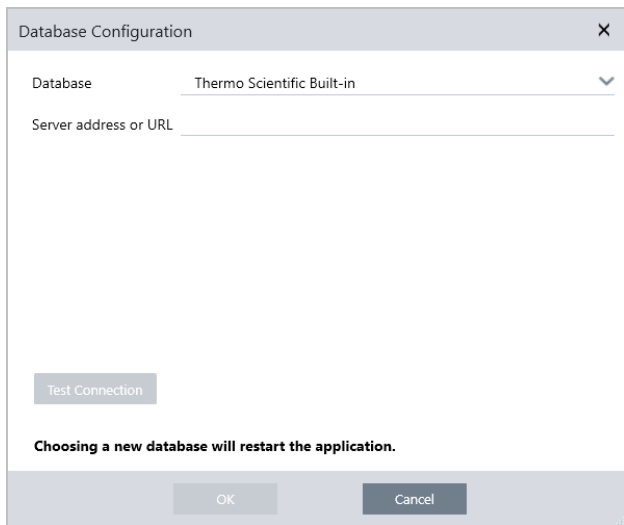 Database Configuration
Database Thermo Scientific Built-in
Server address or URL
Test Connection
Choosing a new database will restart the application.
OK Cancel